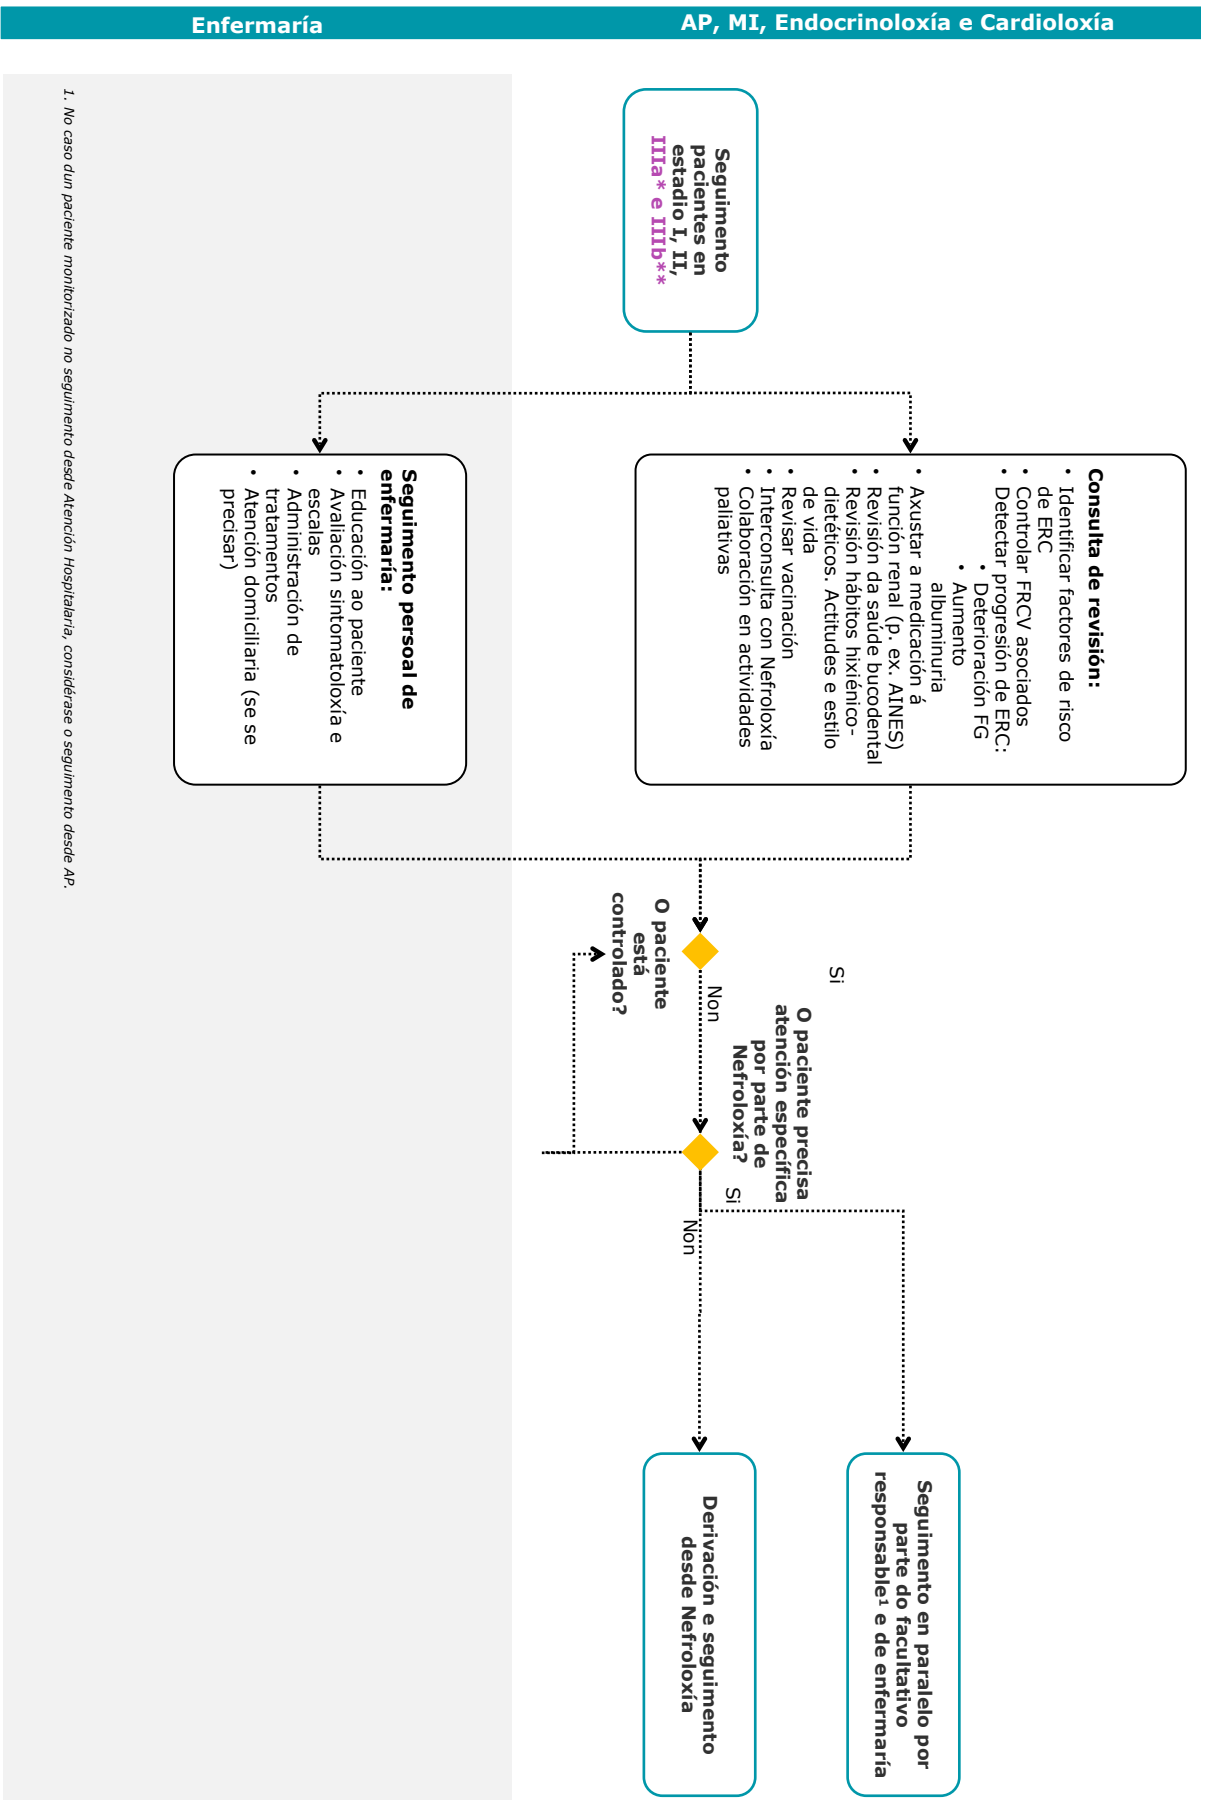 Enfermaría
AP, MI, Endocrinoloxía e Cardioloxía
Seguimento
pacientes en
estadio I, II,
IIIa* e IIIb**
Consulta de revisión:
• Identificar factores de risco
de ERC
• Controlar FRCV asociados
• Detectar progresión de ERC:
• Deterioración FG
• Aumento
albuminuria
• Axustar a medicación á
función renal (p. ex. AINES)
• Revisión da saúde bucodental
• Revisión hábitos hixiénico-
dietéticos. Actitudes e estilo
de vida
• Revisar vacinación
• Interconsulta con Nefroloxía
• Colaboración en actividades
paliativas
Seguimento persoal de
enfermaría:
• Educación ao paciente
• Avaliación sintomatoloxía e
escalas
• Administración de
tratamentos
• Atención domiciliaria (se se
precisar)
O paciente
está
controlado?
Si
Non
O paciente precisa
atención específica
por parte de
Nefroloxía?
Si
Non
Seguimento en paralelo por
parte do facultativo
responsable¹ e de enfermaría
Derivación e seguimento
desde Nefroloxía
1. No caso dun paciente monitorizado no seguimento desde Atención Hospitalaria, considérase o seguimento desde AP.